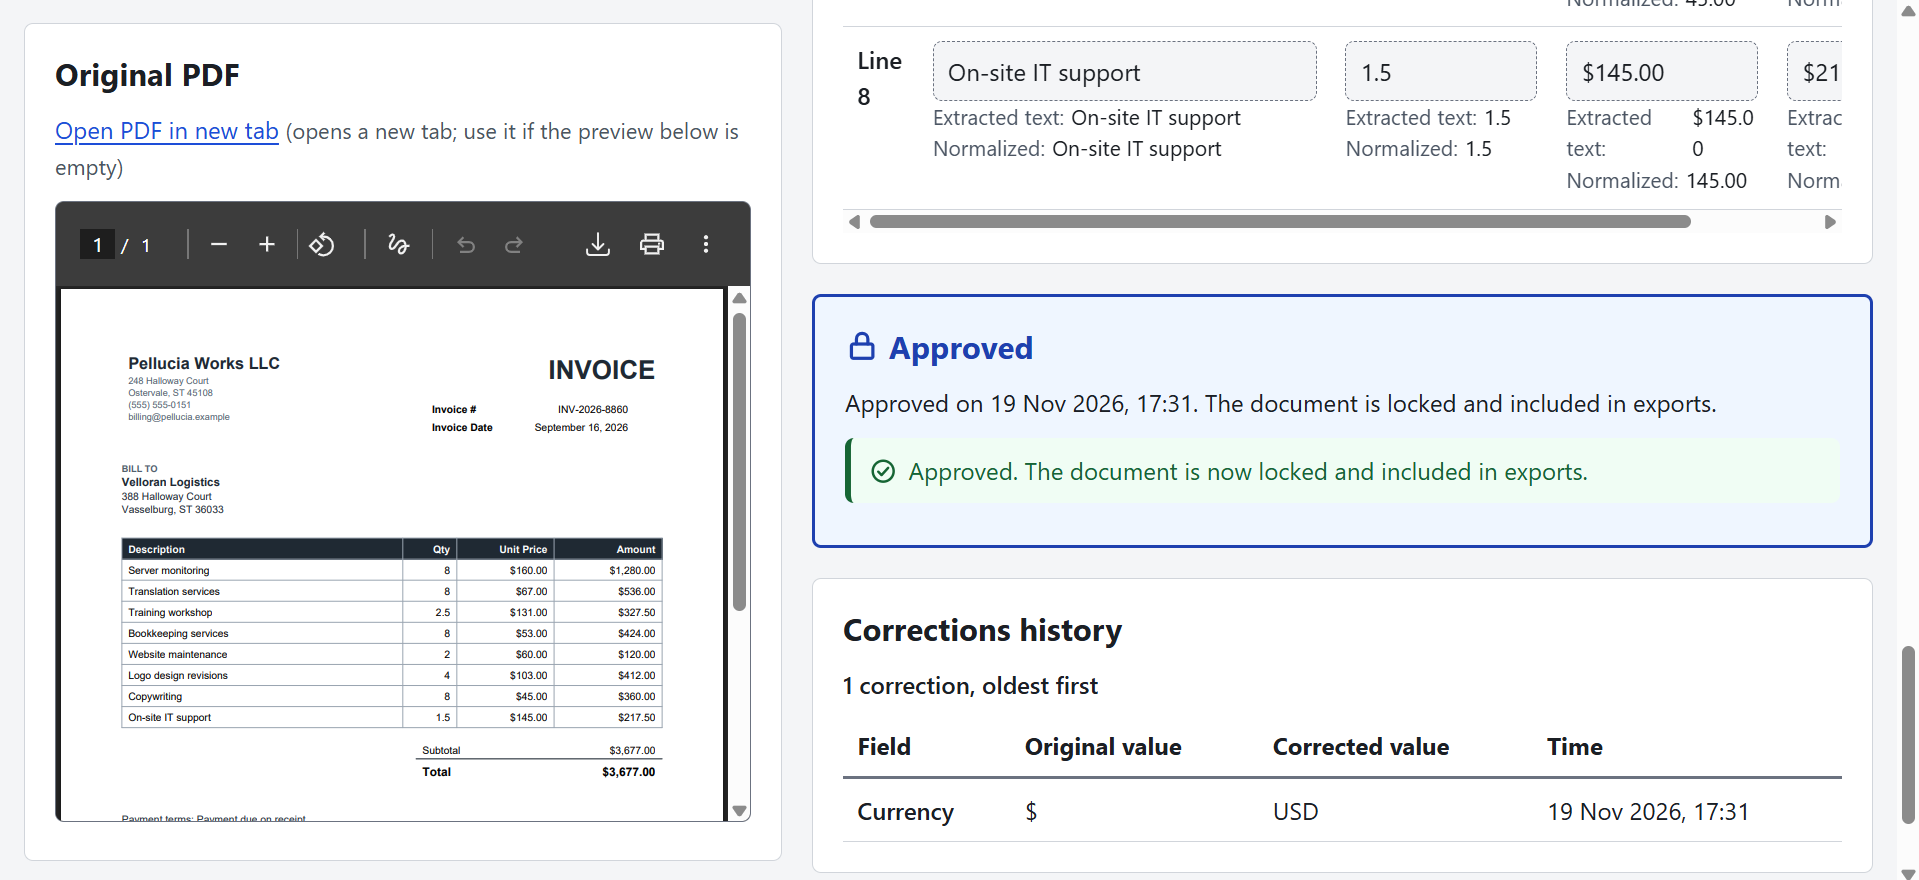 Original PDF
Open PDF in new tab (opens a new tab; use it if the preview below is
empty)
1 / 1
Pellucia Works LLC
248 Halloway Court
Ostervale, ST 45108
(555) 555-0151
billing@pellucia.example
INVOICE
Invoice # INV-2026-8860
Invoice Date September 16, 2026
BILL TO
Velloran Logistics
388 Halloway Court
Vasselburg, ST 36033
Description Qty Unit Price Amount
Server monitoring 8 $160.00 $1,280.00
Translation services 8 $67.00 $536.00
Training workshop 2.5 $131.00 $327.50
Bookkeeping services 8 $53.00 $424.00
Website maintenance 2 $60.00 $120.00
Logo design revisions 4 $103.00 $412.00
Copywriting 8 $45.00 $360.00
On-site IT support 1.5 $145.00 $217.50
Subtotal $3,677.00
Total $3,677.00
Payment terms: Payment due on receipt
Normalized: 45.00
Line
8
On-site IT support
Extracted text: On-site IT support
Normalized: On-site IT support
1.5
Extracted text: 1.5
Normalized: 1.5
$145.00
Extracted text: $145.00
Normalized: 145.00
$21
Extrac
text:
Norm
Approved
Approved on 19 Nov 2026, 17:31. The document is locked and included in exports.
Approved. The document is now locked and included in exports.
Corrections history
1 correction, oldest first
Field Original value Corrected value Time
Currency $ USD 19 Nov 2026, 17:31